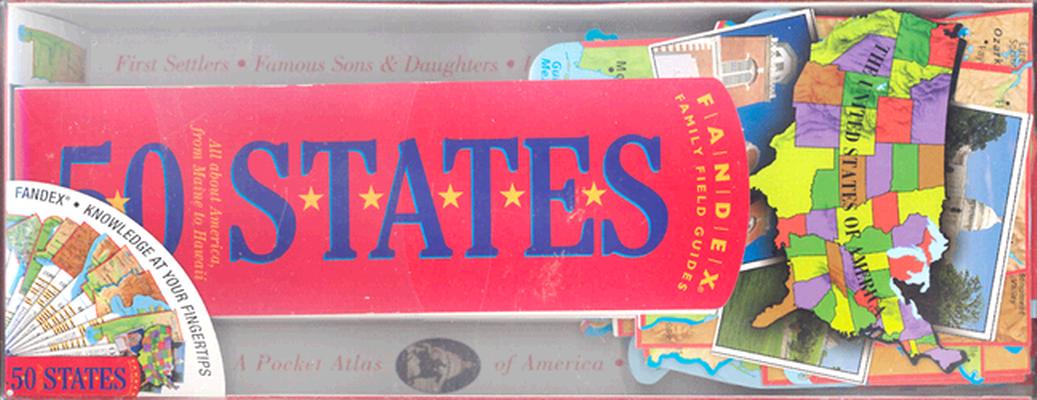 First Settlers • Famous Sons & Daughters •
50 STATES
All about America,
from Maine to Hawaii
F|A|N|D|E|X®
FAMILY FIELD GUIDES
THE UNITED STATES OF AMERICA
Ozark
FANDEX® • KNOWLEDGE AT YOUR FINGERTIPS
50 STATES
A Pocket Atlas of America •